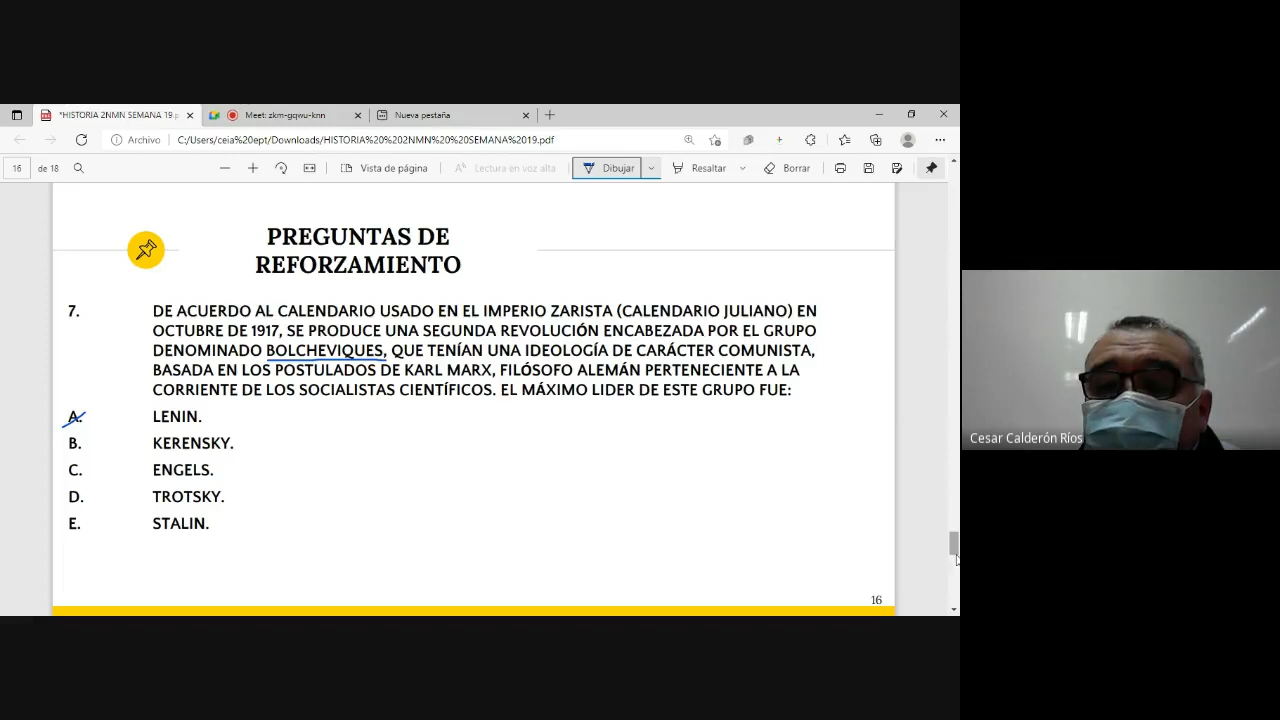 *HISTORIA 2NMN SEMANA 19.p
Meet: zkm-gqwu-knn
Nueva pestaña
Archivo
C:/Users/ceia%20ept/Downloads/HISTORIA%20%202NMN%20%20SEMANA%2019.pdf
16 de 18
Vista de página
Lectura en voz alta
Dibujar
Resaltar
Borrar
PREGUNTAS DE
REFORZAMIENTO
7. DE ACUERDO AL CALENDARIO USADO EN EL IMPERIO ZARISTA (CALENDARIO JULIANO) EN
OCTUBRE DE 1917, SE PRODUCE UNA SEGUNDA REVOLUCIÓN ENCABEZADA POR EL GRUPO
DENOMINADO BOLCHEVIQUES, QUE TENÍAN UNA IDEOLOGÍA DE CARÁCTER COMUNISTA,
BASADA EN LOS POSTULADOS DE KARL MARX, FILÓSOFO ALEMÁN PERTENECIENTE A LA
CORRIENTE DE LOS SOCIALISTAS CIENTÍFICOS. EL MÁXIMO LIDER DE ESTE GRUPO FUE:
A. LENIN.
B. KERENSKY.
C. ENGELS.
D. TROTSKY.
E. STALIN.
16
Cesar Calderón Ríos